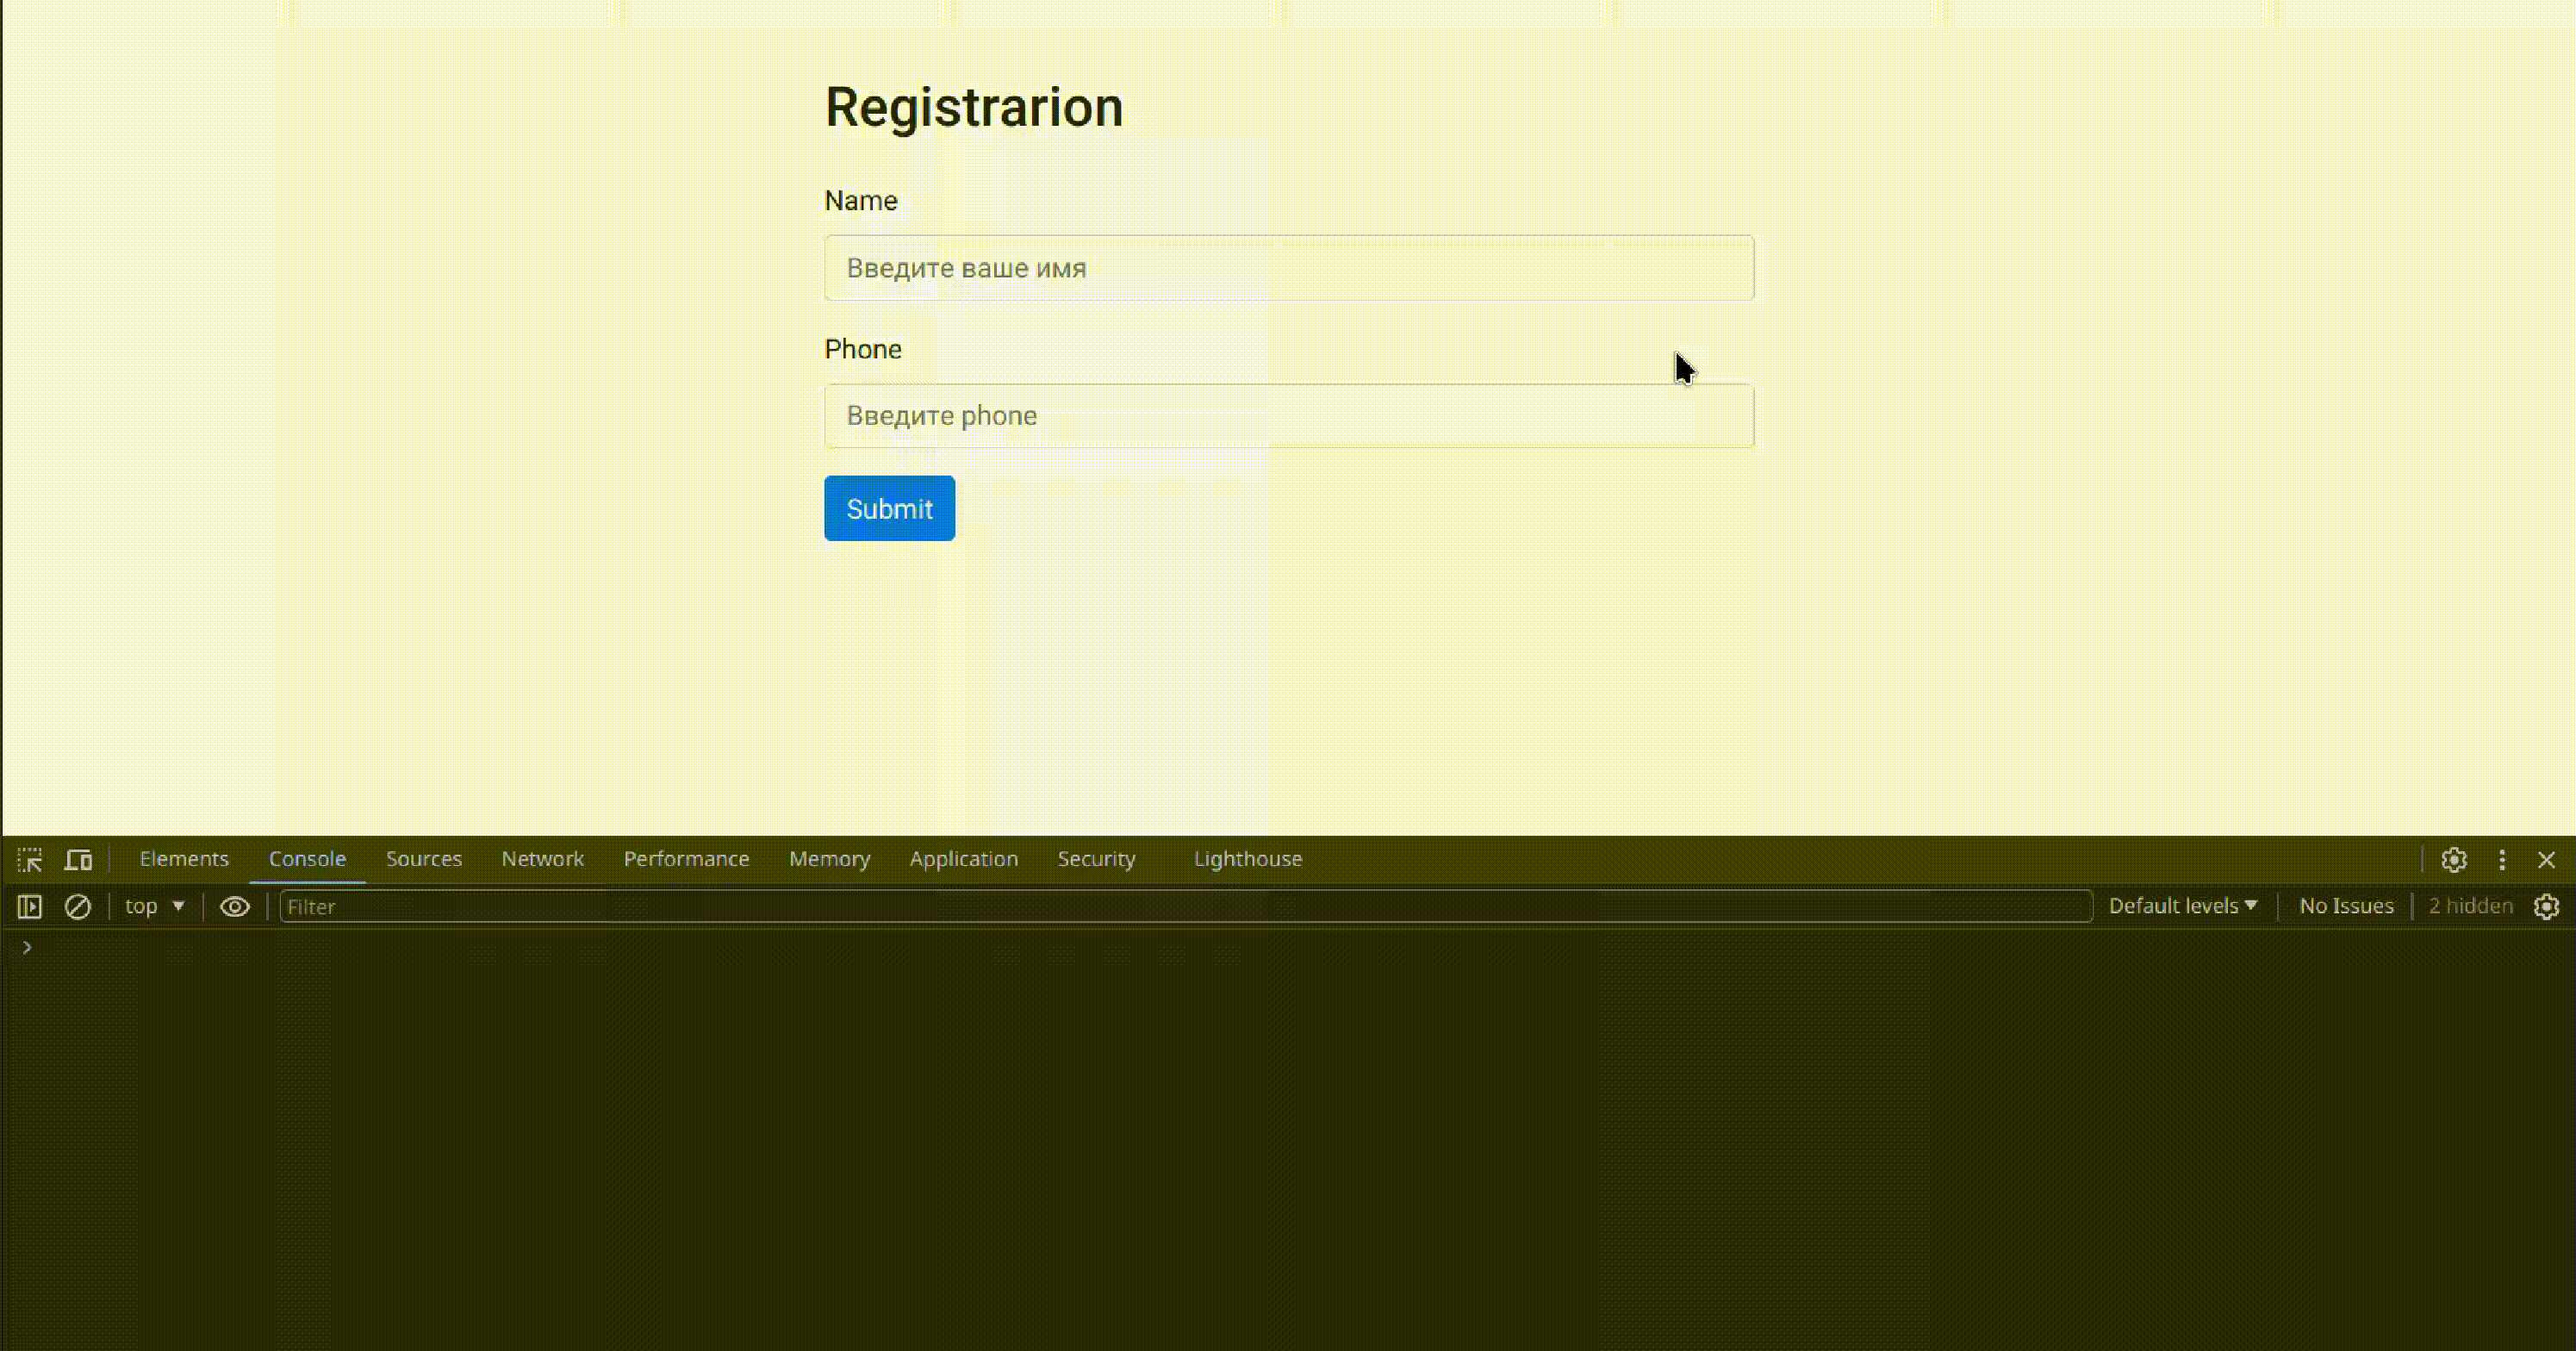 Registrarion
Name
Введите ваше имя
Phone
Введите phone
Submit
Elements Console Sources Network Performance Memory Application Security Lighthouse
top Filter Default levels No Issues 2 hidden